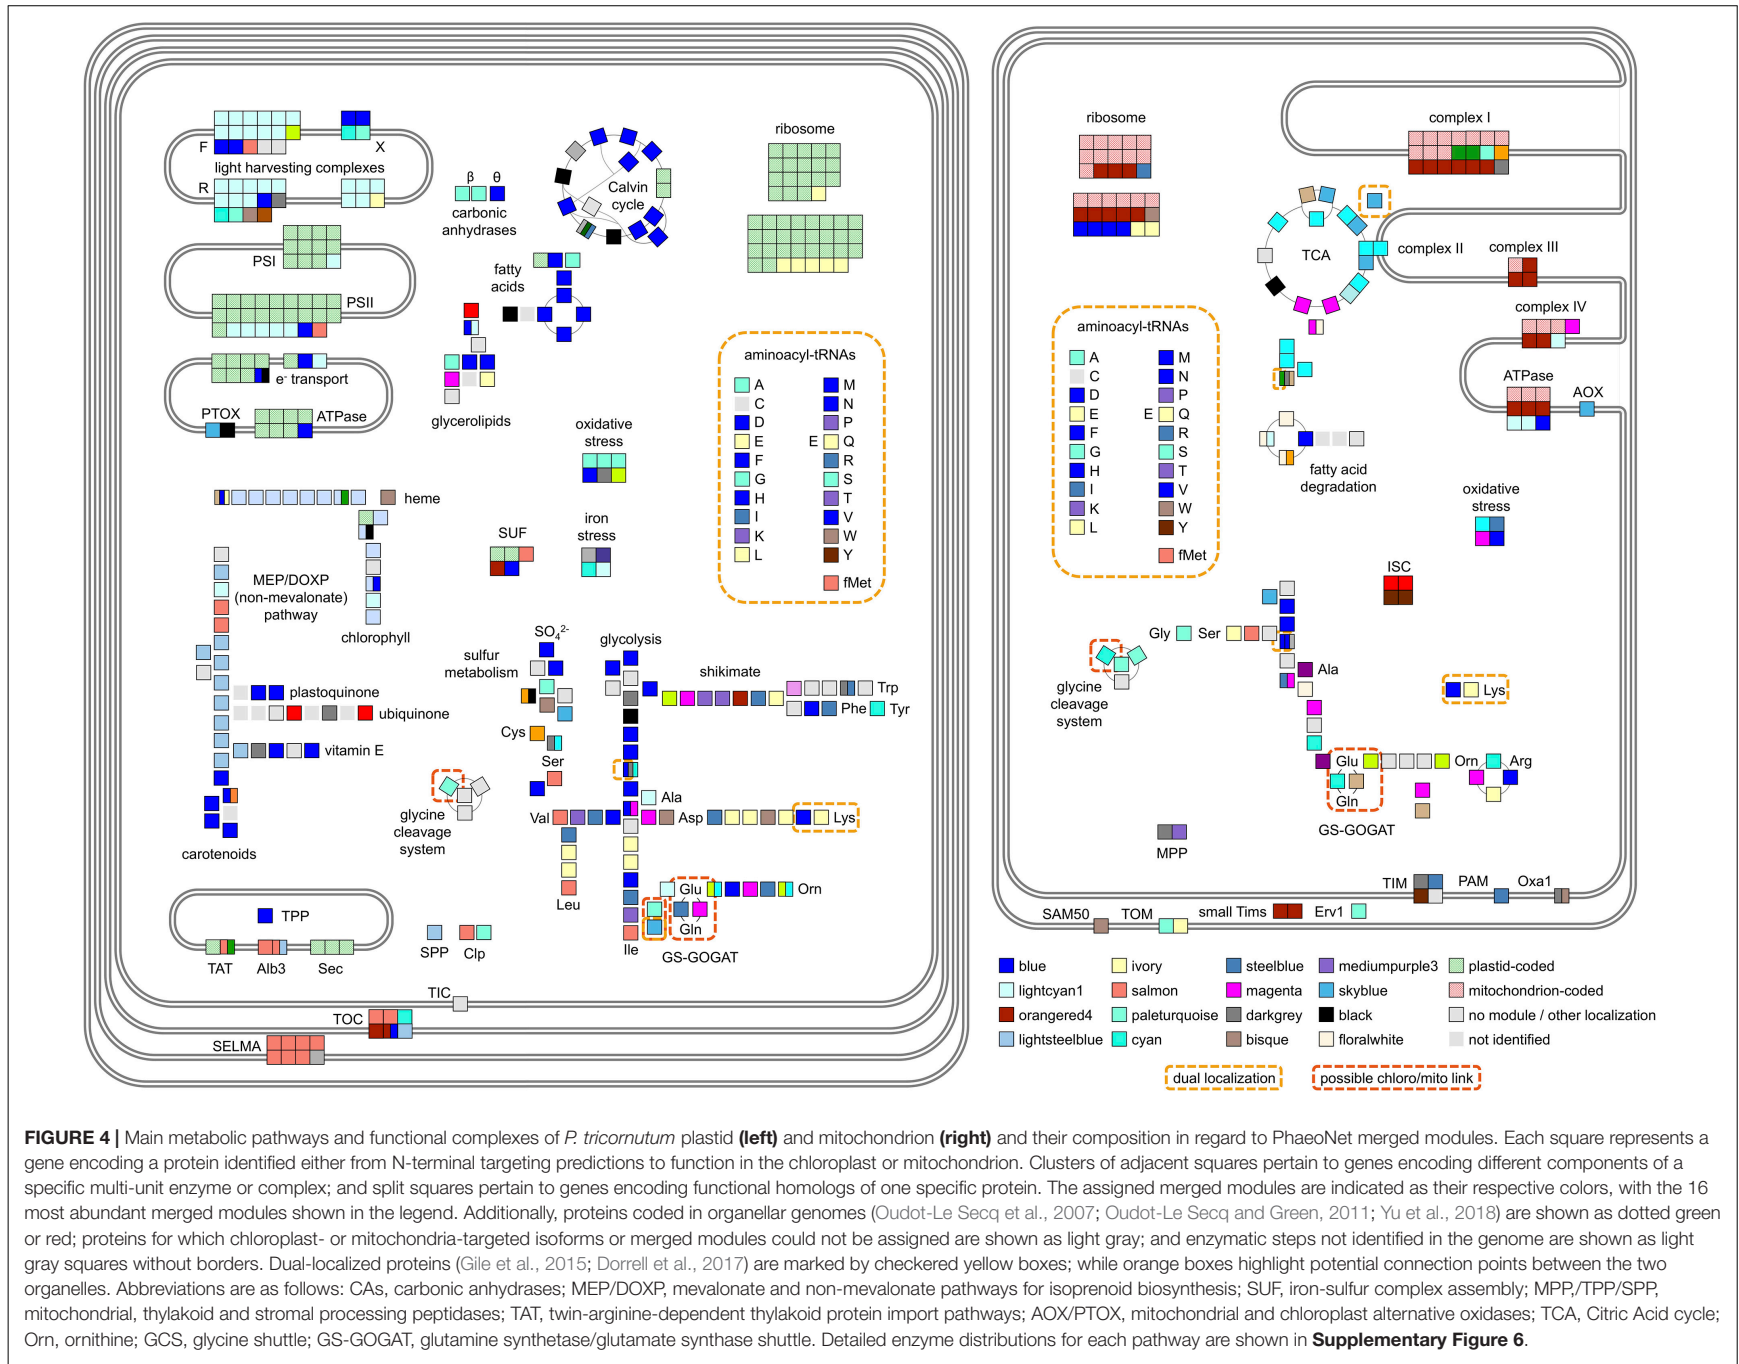 F
X
light harvesting complexes
R
PSI
PSII
e- transport
PTOX
ATPase
β
θ
carbonic
anhydrases
Calvin
cycle
fatty
acids
glycerolipids
ribosome
aminoacyl-tRNAs
A
M
C
N
D
P
E
E
Q
F
R
G
S
H
T
I
V
K
W
L
Y
fMet
oxidative
stress
heme
SUF
iron
stress
MEP/DOXP
(non-mevalonate)
pathway
chlorophyll
plastoquinone
ubiquinone
vitamin E
carotenoids
SO₄²⁻
sulfur
metabolism
Cys
Ser
glycolysis
shikimate
Trp
Phe
Tyr
glycine
cleavage
system
Ala
Val
Asp
Lys
Leu
Glu
Orn
Gln
Ile
GS-GOGAT
TPP
TAT
Alb3
Sec
SPP
Clp
TIC
TOC
SELMA
ribosome
complex I
TCA
complex II
complex III
complex IV
ATPase
AOX
aminoacyl-tRNAs
A
M
C
N
D
P
E
E
Q
F
R
G
S
H
T
I
V
K
W
L
Y
fMet
fatty acid
degradation
oxidative
stress
ISC
Gly
Ser
glycine
cleavage
system
Ala
Lys
Glu
Orn
Arg
Gln
GS-GOGAT
MPP
TIM
PAM
Oxa1
SAM50
TOM
small Tims
Erv1
blue
ivory
steelblue
mediumpurple3
plastid-coded
lightcyan1
salmon
magenta
skyblue
mitochondrion-coded
orangered4
paleturquoise
darkgrey
black
no module / other localization
lightsteelblue
cyan
bisque
floralwhite
not identified
dual localization
possible chloro/mito link
FIGURE 4 | Main metabolic pathways and functional complexes of P. tricornutum plastid (left) and mitochondrion (right) and their composition in regard to PhaeoNet merged modules. Each square represents a
gene encoding a protein identified either from N-terminal targeting predictions to function in the chloroplast or mitochondrion. Clusters of adjacent squares pertain to genes encoding different components of a
specific multi-unit enzyme or complex; and split squares pertain to genes encoding functional homologs of one specific protein. The assigned merged modules are indicated as their respective colors, with the 16
most abundant merged modules shown in the legend. Additionally, proteins coded in organellar genomes (Oudot-Le Secq et al., 2007; Oudot-Le Secq and Green, 2011; Yu et al., 2018) are shown as dotted green
or red; proteins for which chloroplast- or mitochondria-targeted isoforms or merged modules could not be assigned are shown as light gray; and enzymatic steps not identified in the genome are shown as light
gray squares without borders. Dual-localized proteins (Gile et al., 2015; Dorrell et al., 2017) are marked by checkered yellow boxes; while orange boxes highlight potential connection points between the two
organelles. Abbreviations are as follows: CAs, carbonic anhydrases; MEP/DOXP, mevalonate and non-mevalonate pathways for isoprenoid biosynthesis; SUF, iron-sulfur complex assembly; MPP,/TPP/SPP,
mitochondrial, thylakoid and stromal processing peptidases; TAT, twin-arginine-dependent thylakoid protein import pathways; AOX/PTOX, mitochondrial and chloroplast alternative oxidases; TCA, Citric Acid cycle;
Orn, ornithine; GCS, glycine shuttle; GS-GOGAT, glutamine synthetase/glutamate synthase shuttle. Detailed enzyme distributions for each pathway are shown in Supplementary Figure 6.